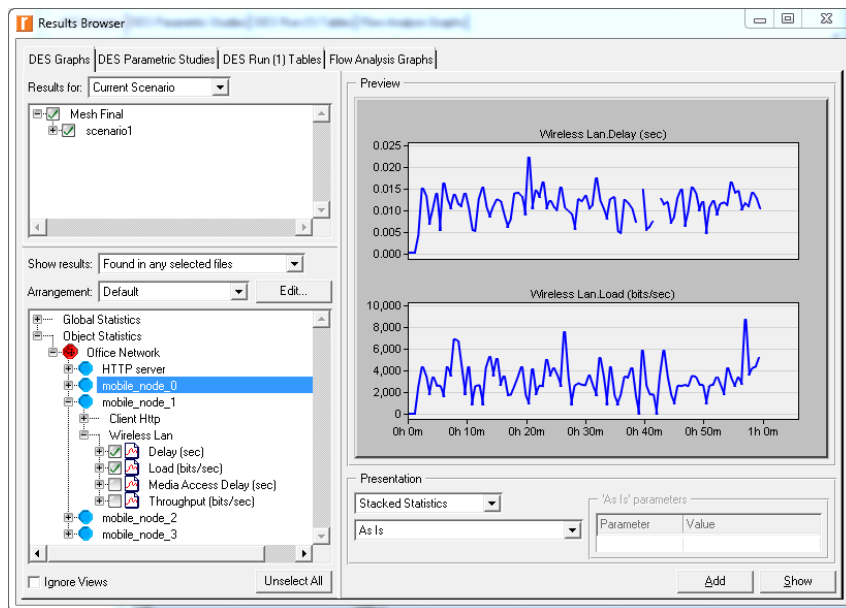 Results Browser
DES Graphs DES Parametric Studies DES Run (1) Tables Flow Analysis Graphs
Results for: Current Scenario
Mesh Final
scenario1
Show results: Found in any selected files
Arrangement: Default Edit...
Global Statistics
Object Statistics
Office Network
HTTP server
mobile_node_0
mobile_node_1
Client Http
Wireless Lan
Delay (sec)
Load (bits/sec)
Media Access Delay (sec)
Throughput (bits/sec)
mobile_node_2
mobile_node_3
Ignore Views Unselect All
Preview
Wireless Lan.Delay (sec)
0.025
0.020
0.015
0.010
0.005
0.000
Wireless Lan.Load (bits/sec)
10,000
8,000
6,000
4,000
2,000
0
0h 0m 0h 10m 0h 20m 0h 30m 0h 40m 0h 50m 1h 0m
Presentation
Stacked Statistics
As Is
'As Is' parameters
Parameter Value
Add Show